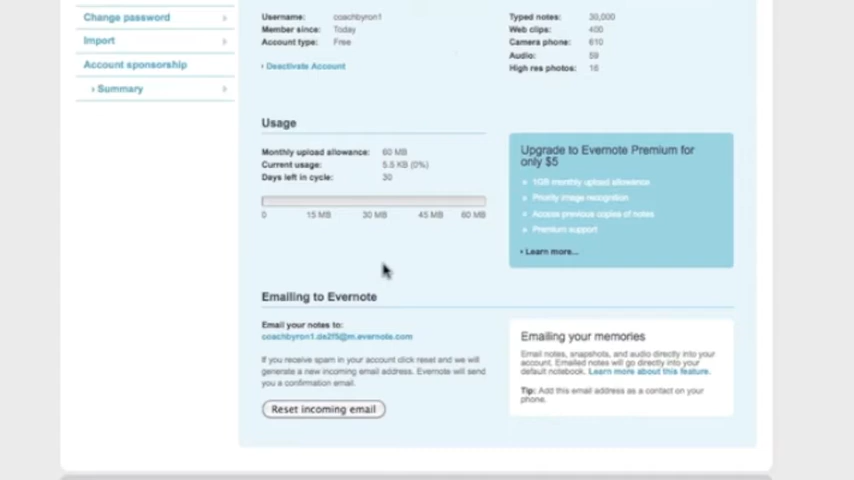 Change password
Import
Account sponsorship
› Summary
Username: coachbyron1
Member since: Today
Account type: Free
› Deactivate Account
Typed notes: 30,000
Web clips: 400
Camera phone: 610
Audio: 59
High res photos: 16
Usage
Monthly upload allowance: 60 MB
Current usage: 5.5 KB (0%)
Days left in cycle: 30
0 15 MB 30 MB 45 MB 60 MB
Upgrade to Evernote Premium for
only $5
» 1GB monthly upload allowance
» Priority image recognition
» Access previous copies of notes
» Premium support
› Learn more...
Emailing to Evernote
Email your notes to:
coachbyron1.de2f5@m.evernote.com
If you receive spam in your account click reset and we will
generate a new incoming email address. Evernote will send
you a confirmation email.
Reset incoming email
Emailing your memories
Email notes, snapshots, and audio directly into your
account. Emailed notes will go directly into your
default notebook. Learn more about this feature.
Tip: Add this email address as a contact on your
phone.